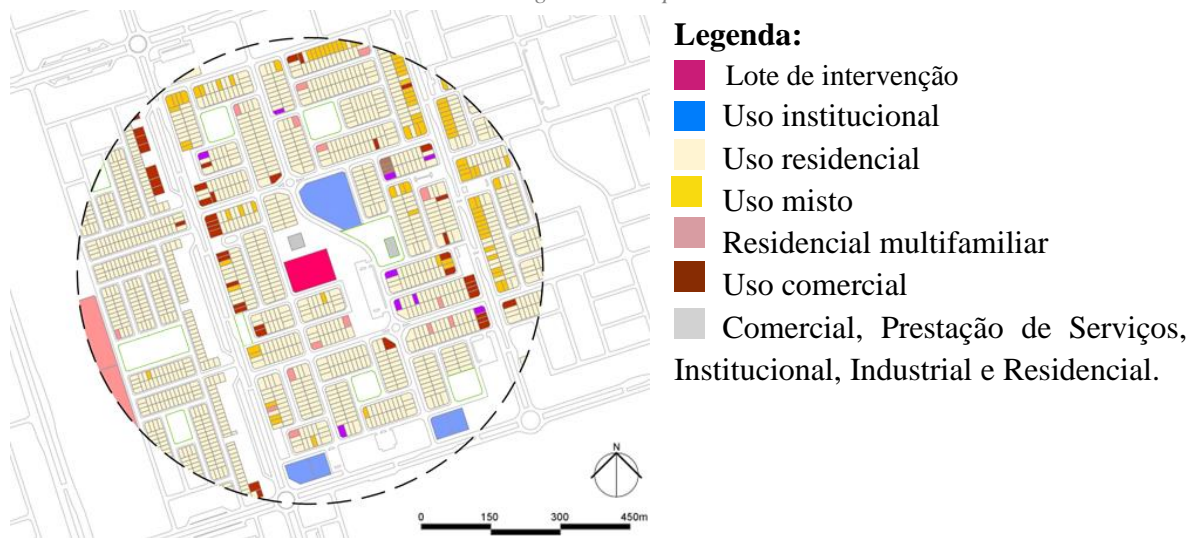 Legenda:
Lote de intervenção
Uso institucional
Uso residencial
Uso misto
Residencial multifamiliar
Uso comercial
Comercial, Prestação de Serviços,
Institucional, Industrial e Residencial.
N
0 150 300 450m